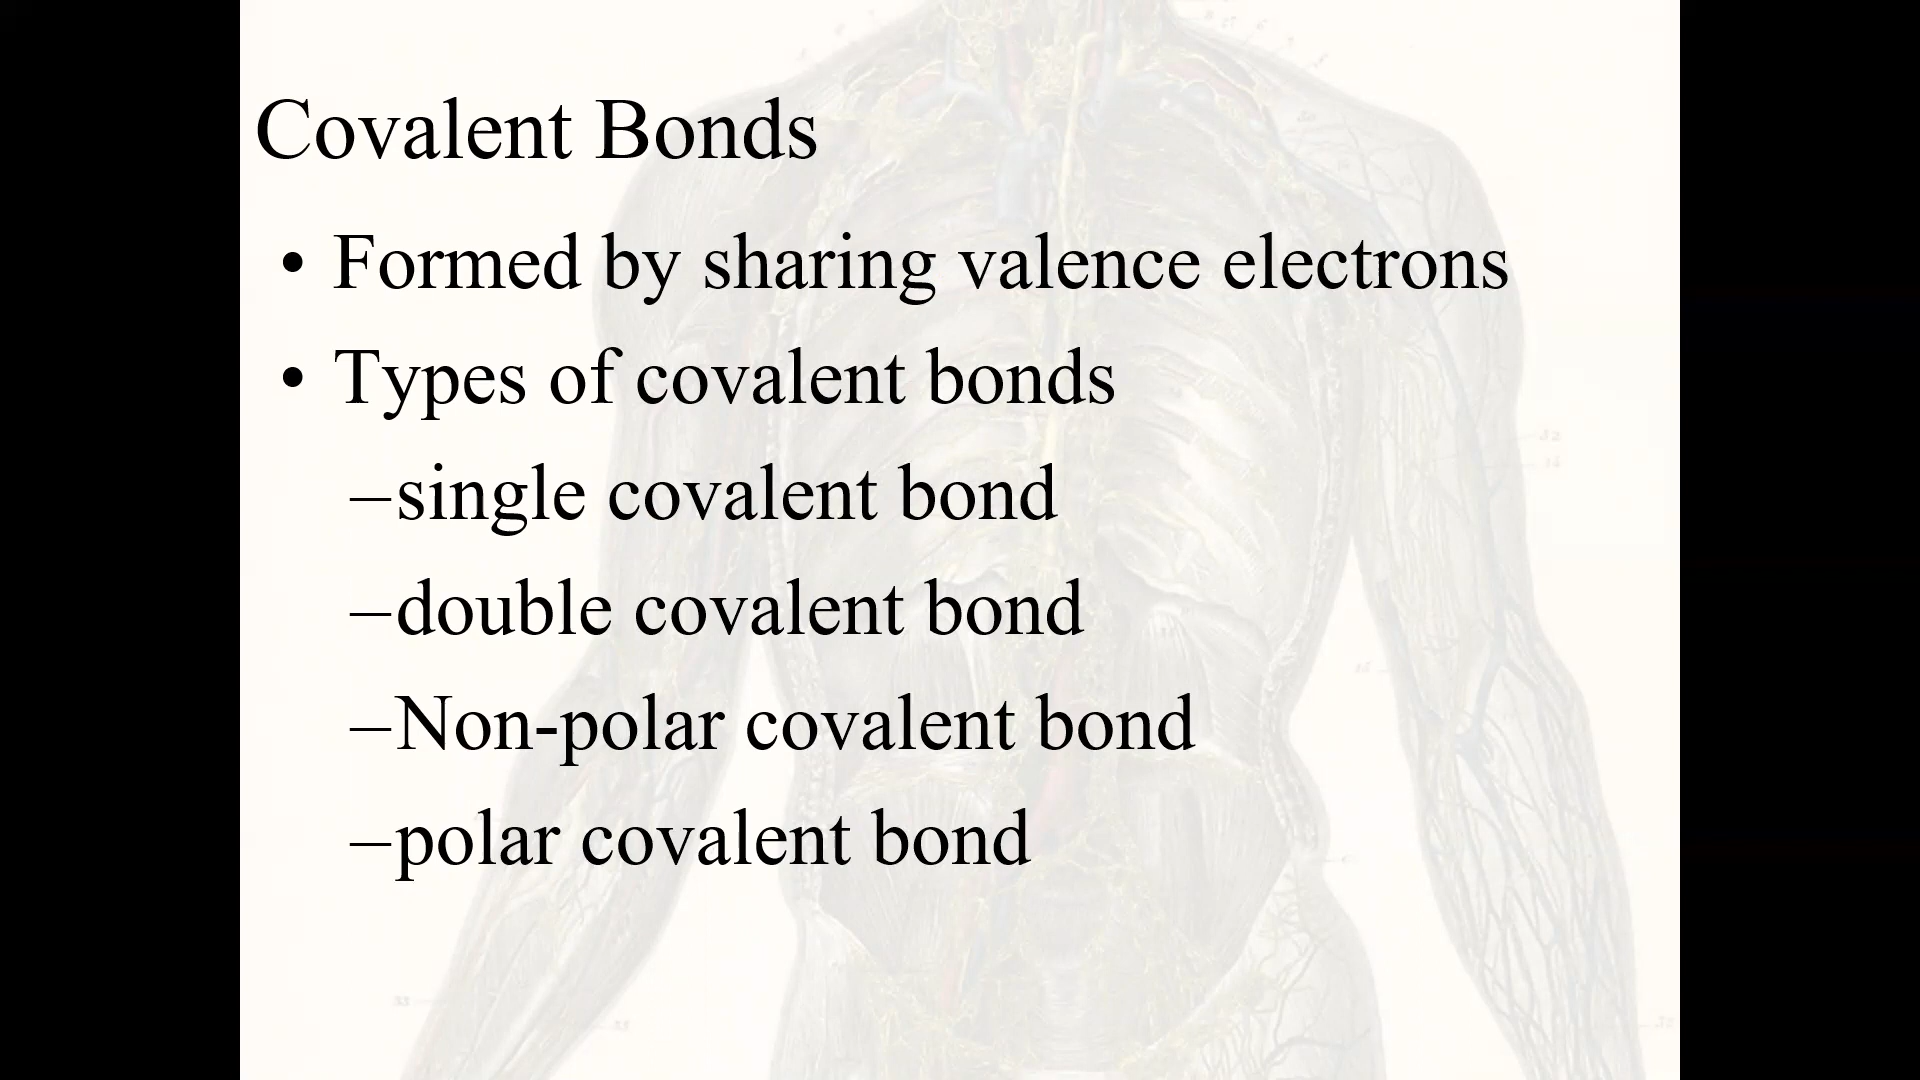 Covalent Bonds
• Formed by sharing valence electrons
• Types of covalent bonds
–single covalent bond
–double covalent bond
–Non-polar covalent bond
–polar covalent bond